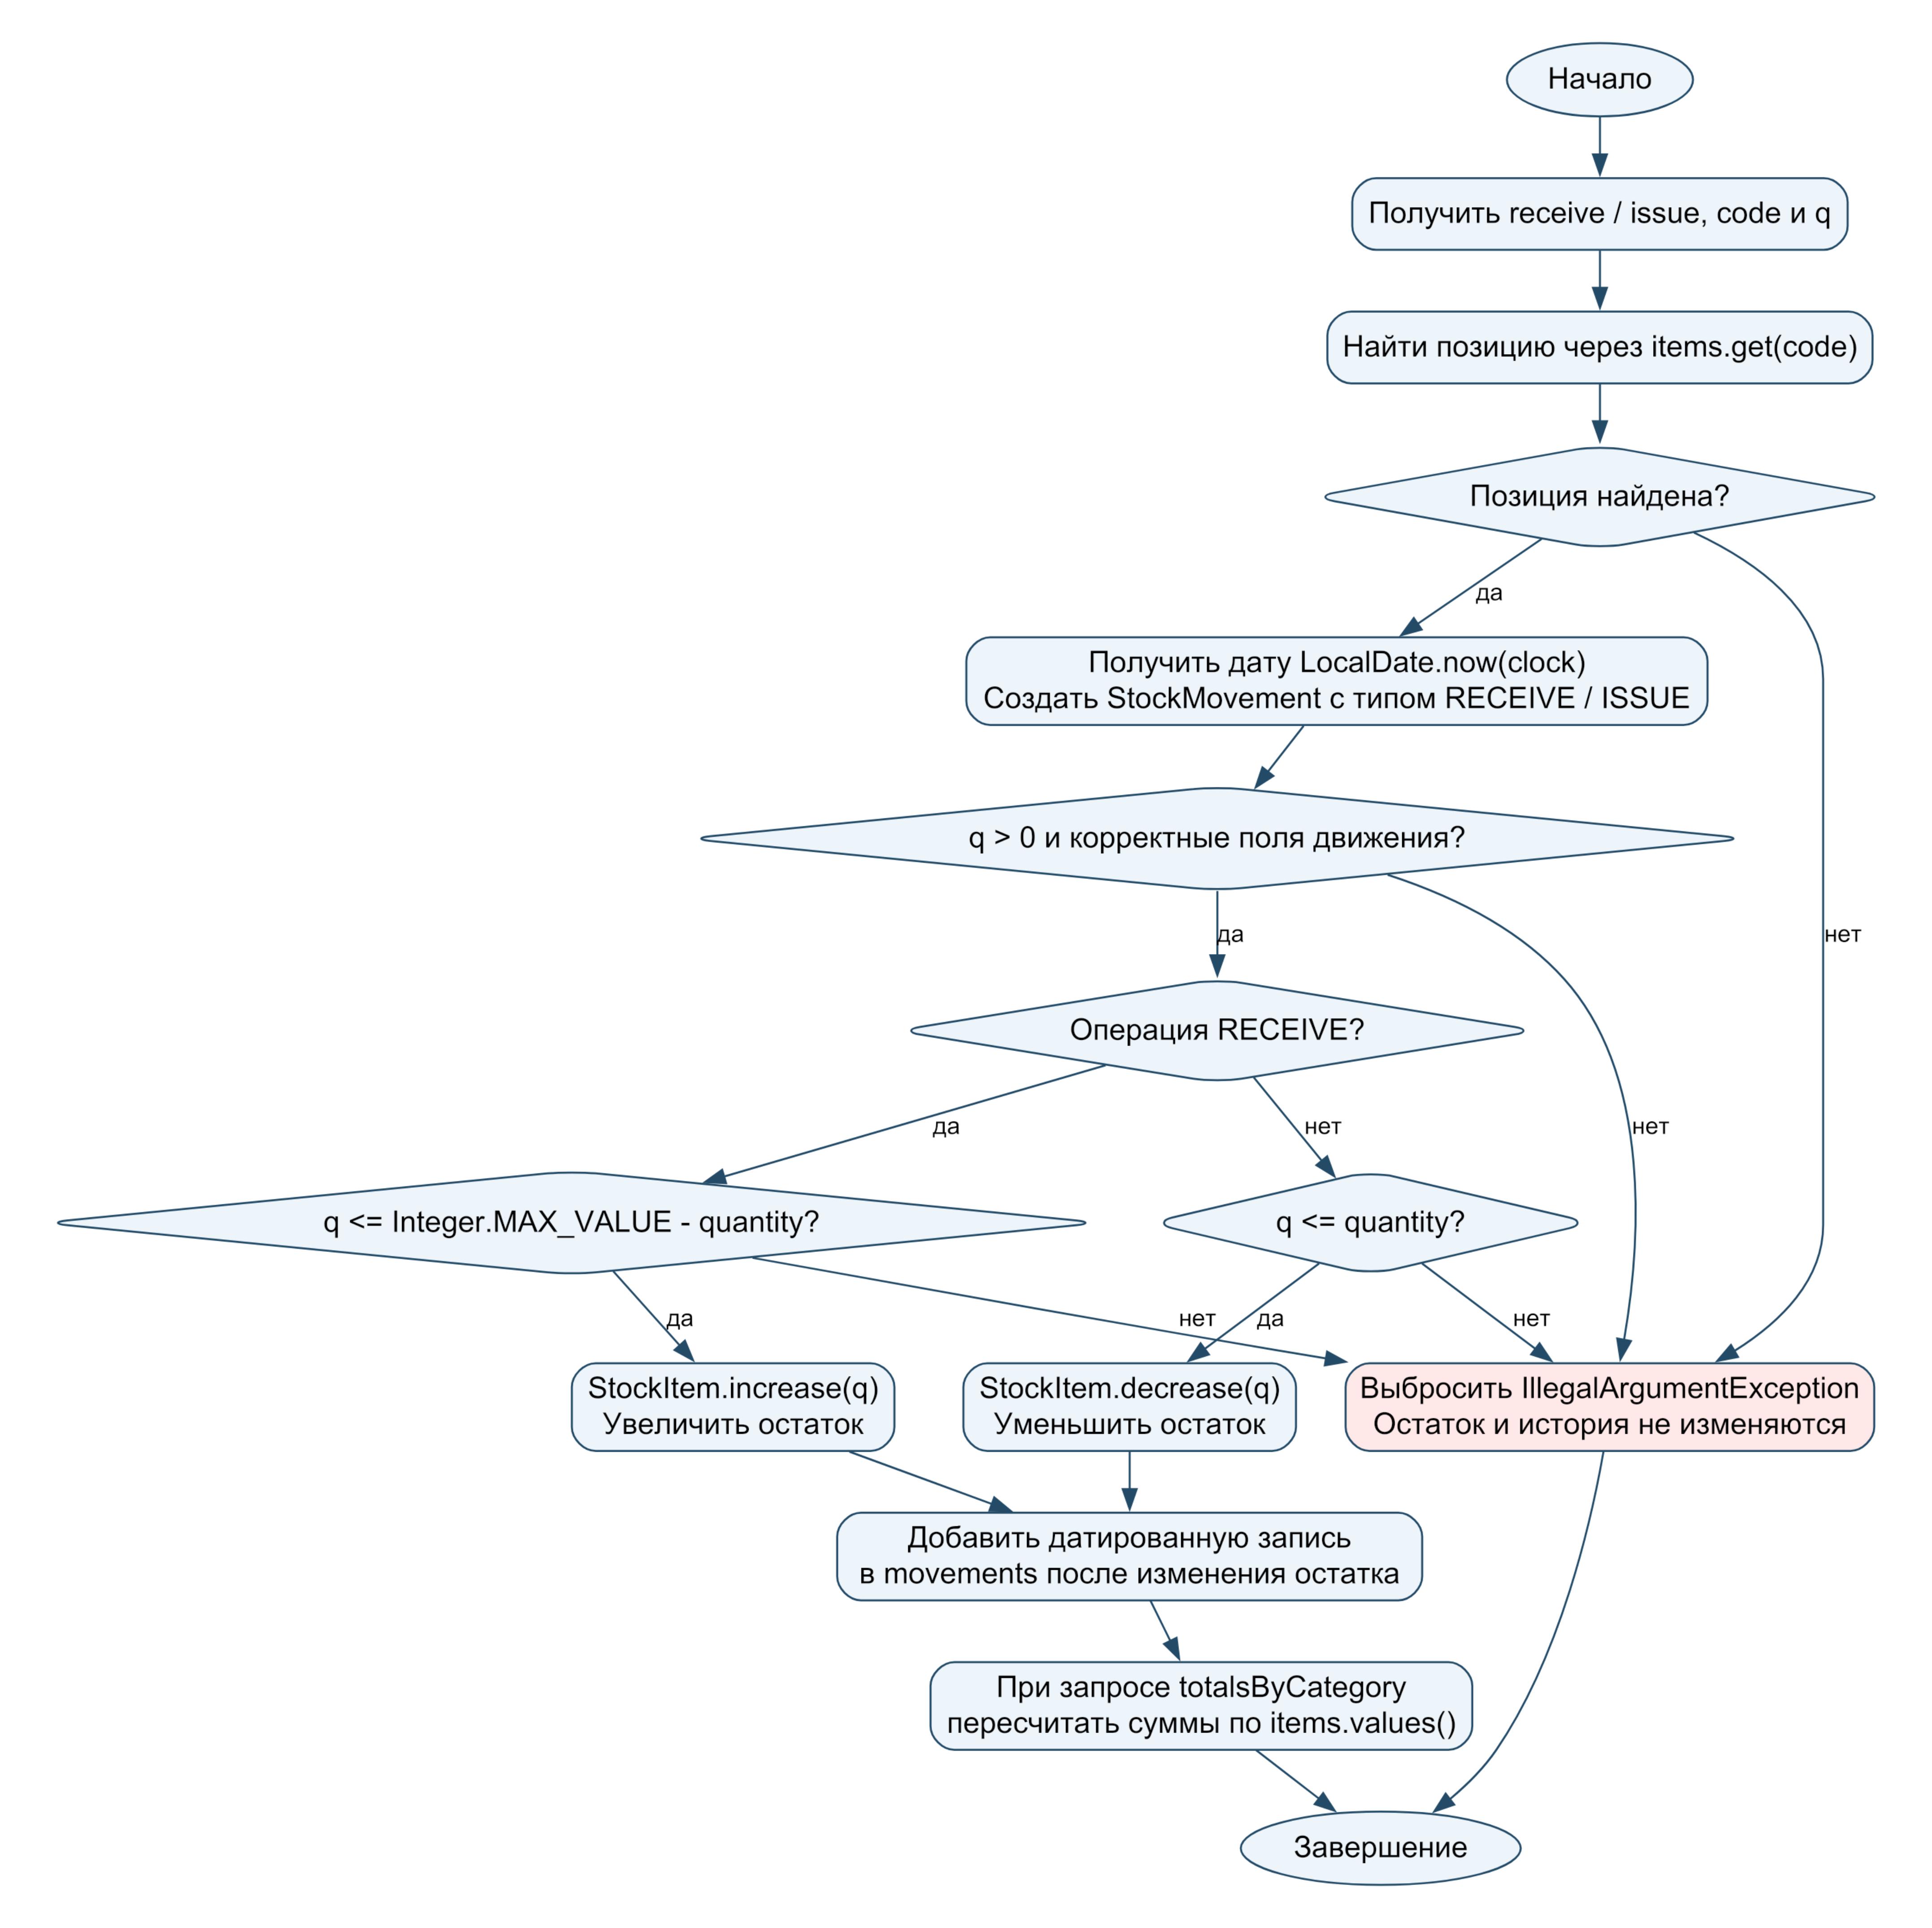 Начало
Получить receive / issue, code и q
Найти позицию через items.get(code)
Позиция найдена?
да
Получить дату LocalDate.now(clock)
Создать StockMovement с типом RECEIVE / ISSUE
q > 0 и корректные поля движения?
да
нет
Операция RECEIVE?
да
нет
нет
q <= Integer.MAX_VALUE - quantity?
q <= quantity?
да
нет
да
нет
StockItem.increase(q)
Увеличить остаток
StockItem.decrease(q)
Уменьшить остаток
Выбросить IllegalArgumentException
Остаток и история не изменяются
Добавить датированную запись
в movements после изменения остатка
При запросе totalsByCategory
пересчитать суммы по items.values()
Завершение